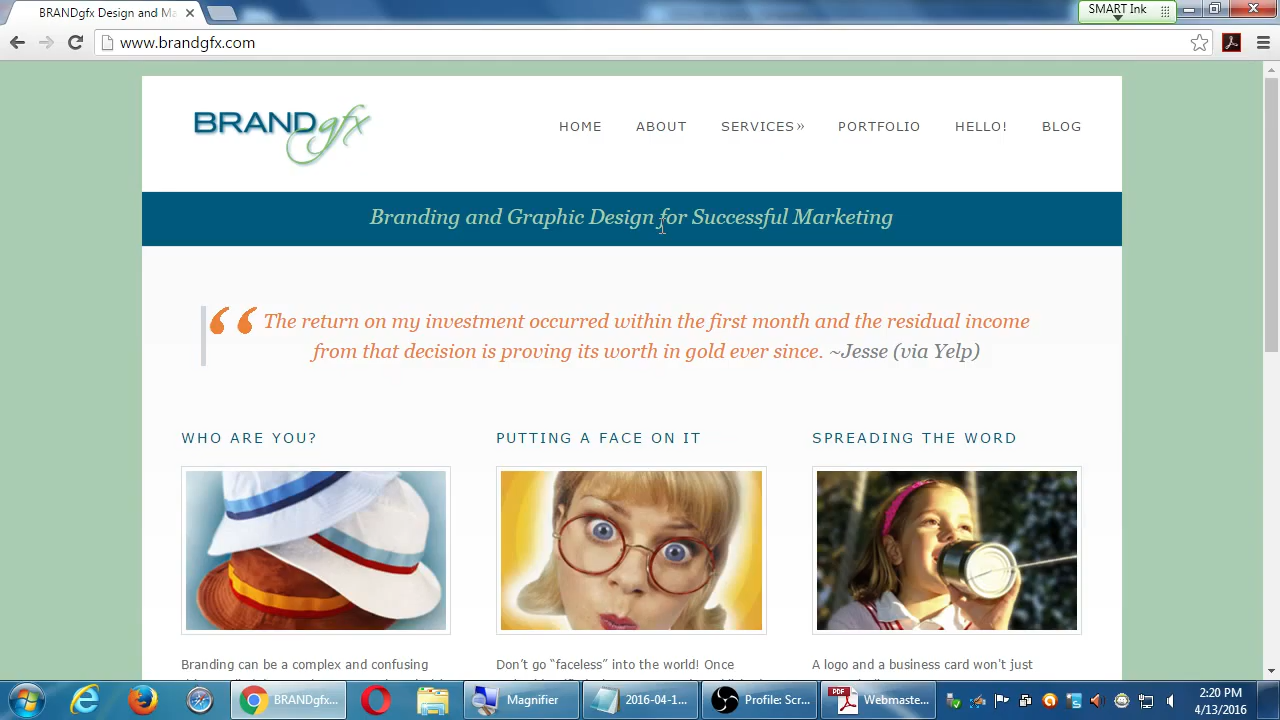 BRANDgfx Design and Ma
SMART Ink
www.brandgfx.com
BRANDgfx
HOME ABOUT SERVICES» PORTFOLIO HELLO! BLOG
Branding and Graphic Design for Successful Marketing
“ The return on my investment occurred within the first month and the residual income
from that decision is proving its worth in gold ever since. ~Jesse (via Yelp)
WHO ARE YOU?
PUTTING A FACE ON IT
SPREADING THE WORD
Branding can be a complex and confusing
Don't go “faceless” into the world! Once
A logo and a business card won't just
BRANDgfx...
Magnifier
2016-04-1...
Profile: Scr...
PDF
Webmaste...
2:20 PM
4/13/2016